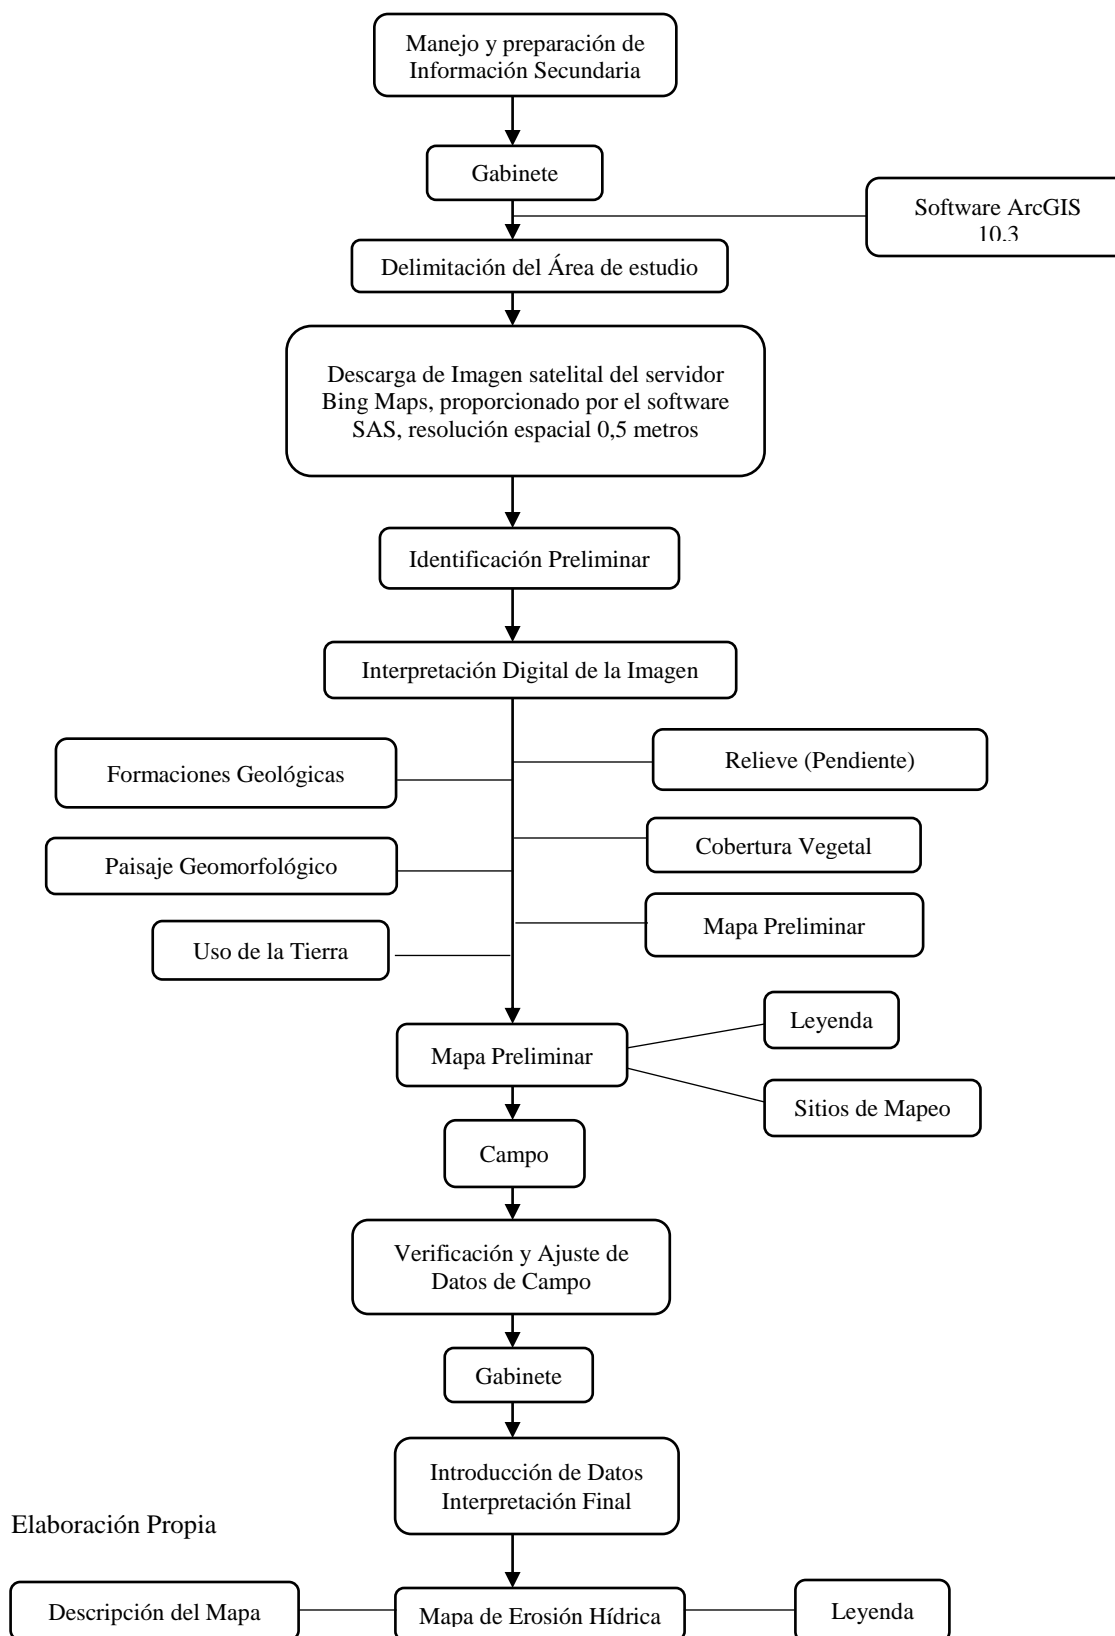 Manejo y preparación de
Información Secundaria
Gabinete
Software ArcGIS
10.3
Delimitación del Área de estudio
Descarga de Imagen satelital del servidor
Bing Maps, proporcionado por el software
SAS, resolución espacial 0,5 metros
Identificación Preliminar
Interpretación Digital de la Imagen
Formaciones Geológicas
Relieve (Pendiente)
Paisaje Geomorfológico
Cobertura Vegetal
Uso de la Tierra
Mapa Preliminar
Leyenda
Mapa Preliminar
Sitios de Mapeo
Campo
Verificación y Ajuste de
Datos de Campo
Gabinete
Introducción de Datos
Interpretación Final
Elaboración Propia
Descripción del Mapa
Mapa de Erosión Hídrica
Leyenda